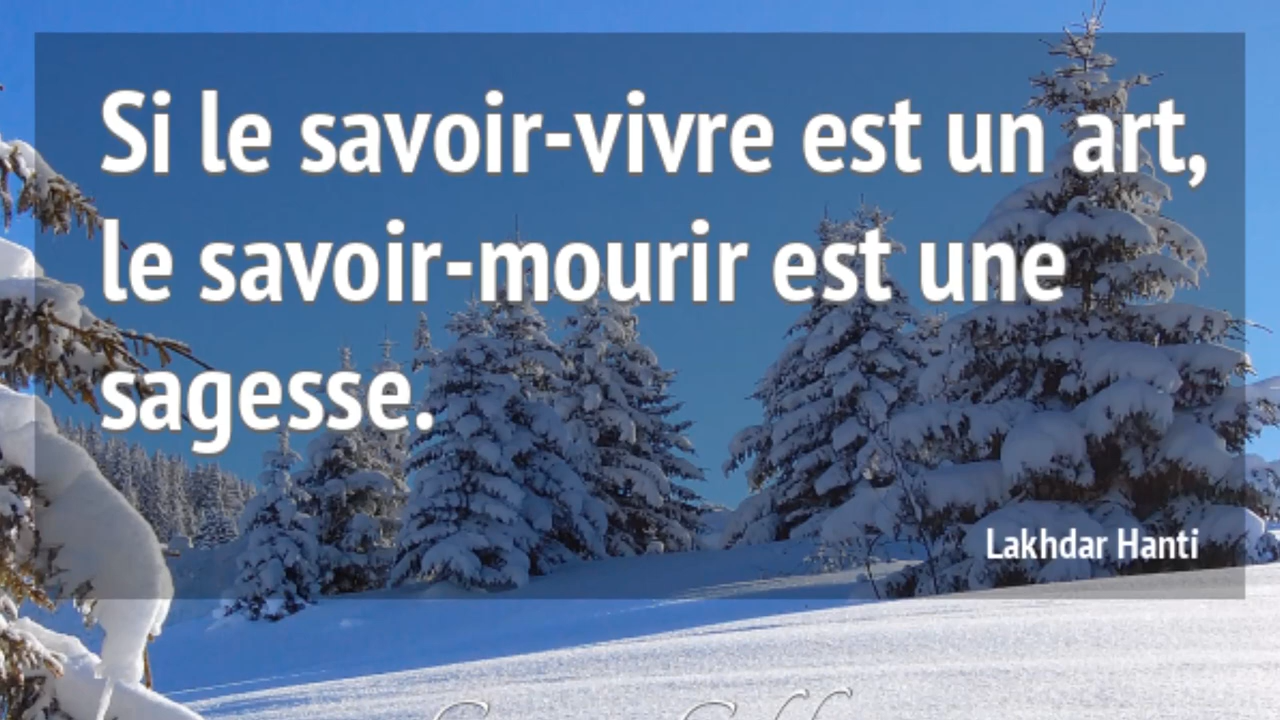 Si le savoir-vivre est un art,
le savoir-mourir est une
sagesse.
Lakhdar Hanti